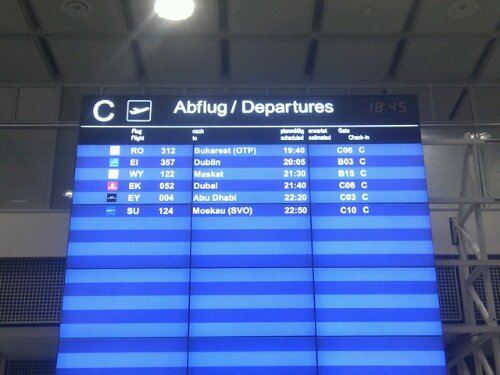 C Abflug / Departures 18:45
Flug nach planmäßig erwartet Gate
Flight to scheduled estimated Check-in
RO 312 Bukarest (OTP) 19:40 C06 C
EI 357 Dublin 20:05 B03 C
WY 122 Maskat 21:30 B15 C
EK 052 Dubai 21:40 C06 C
EY 004 Abu Dhabi 22:20 C03 C
SU 124 Moskau (SVO) 22:50 C10 C